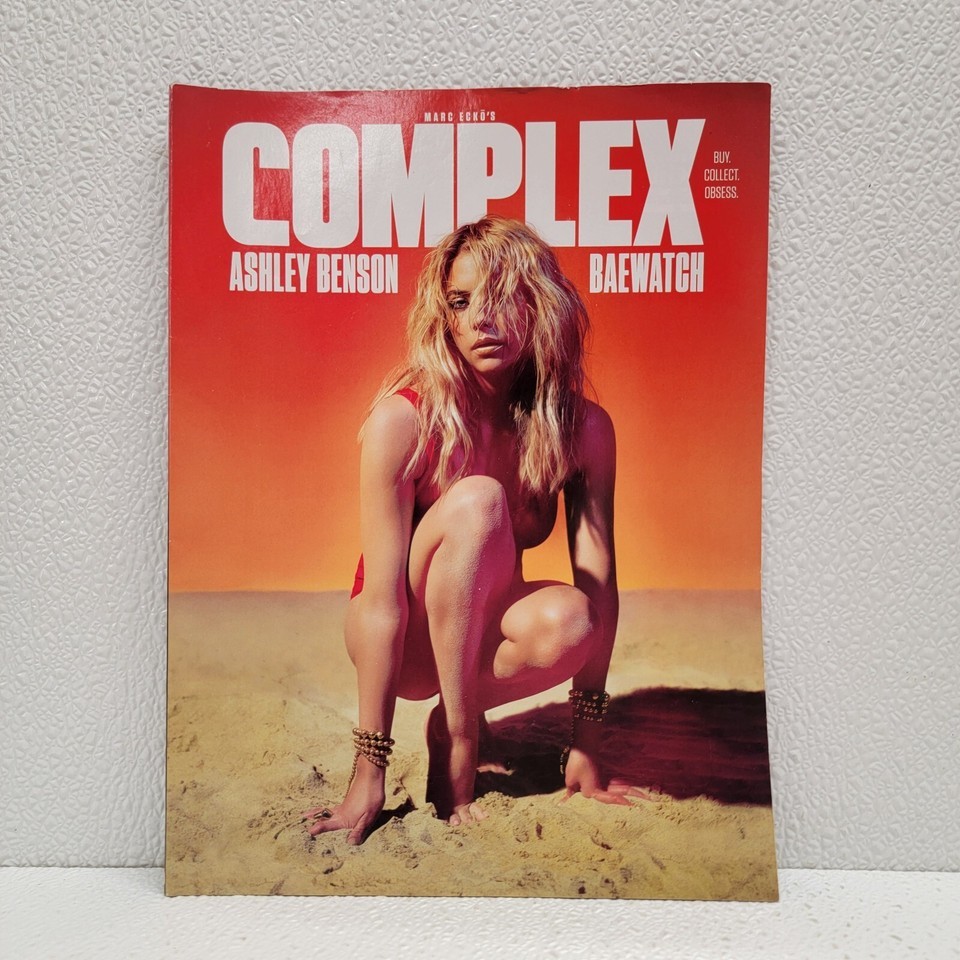 MARC ECKŌ'S
COMPLEX
BUY.
COLLECT.
OBSESS.
ASHLEY BENSON
BAEWATCH